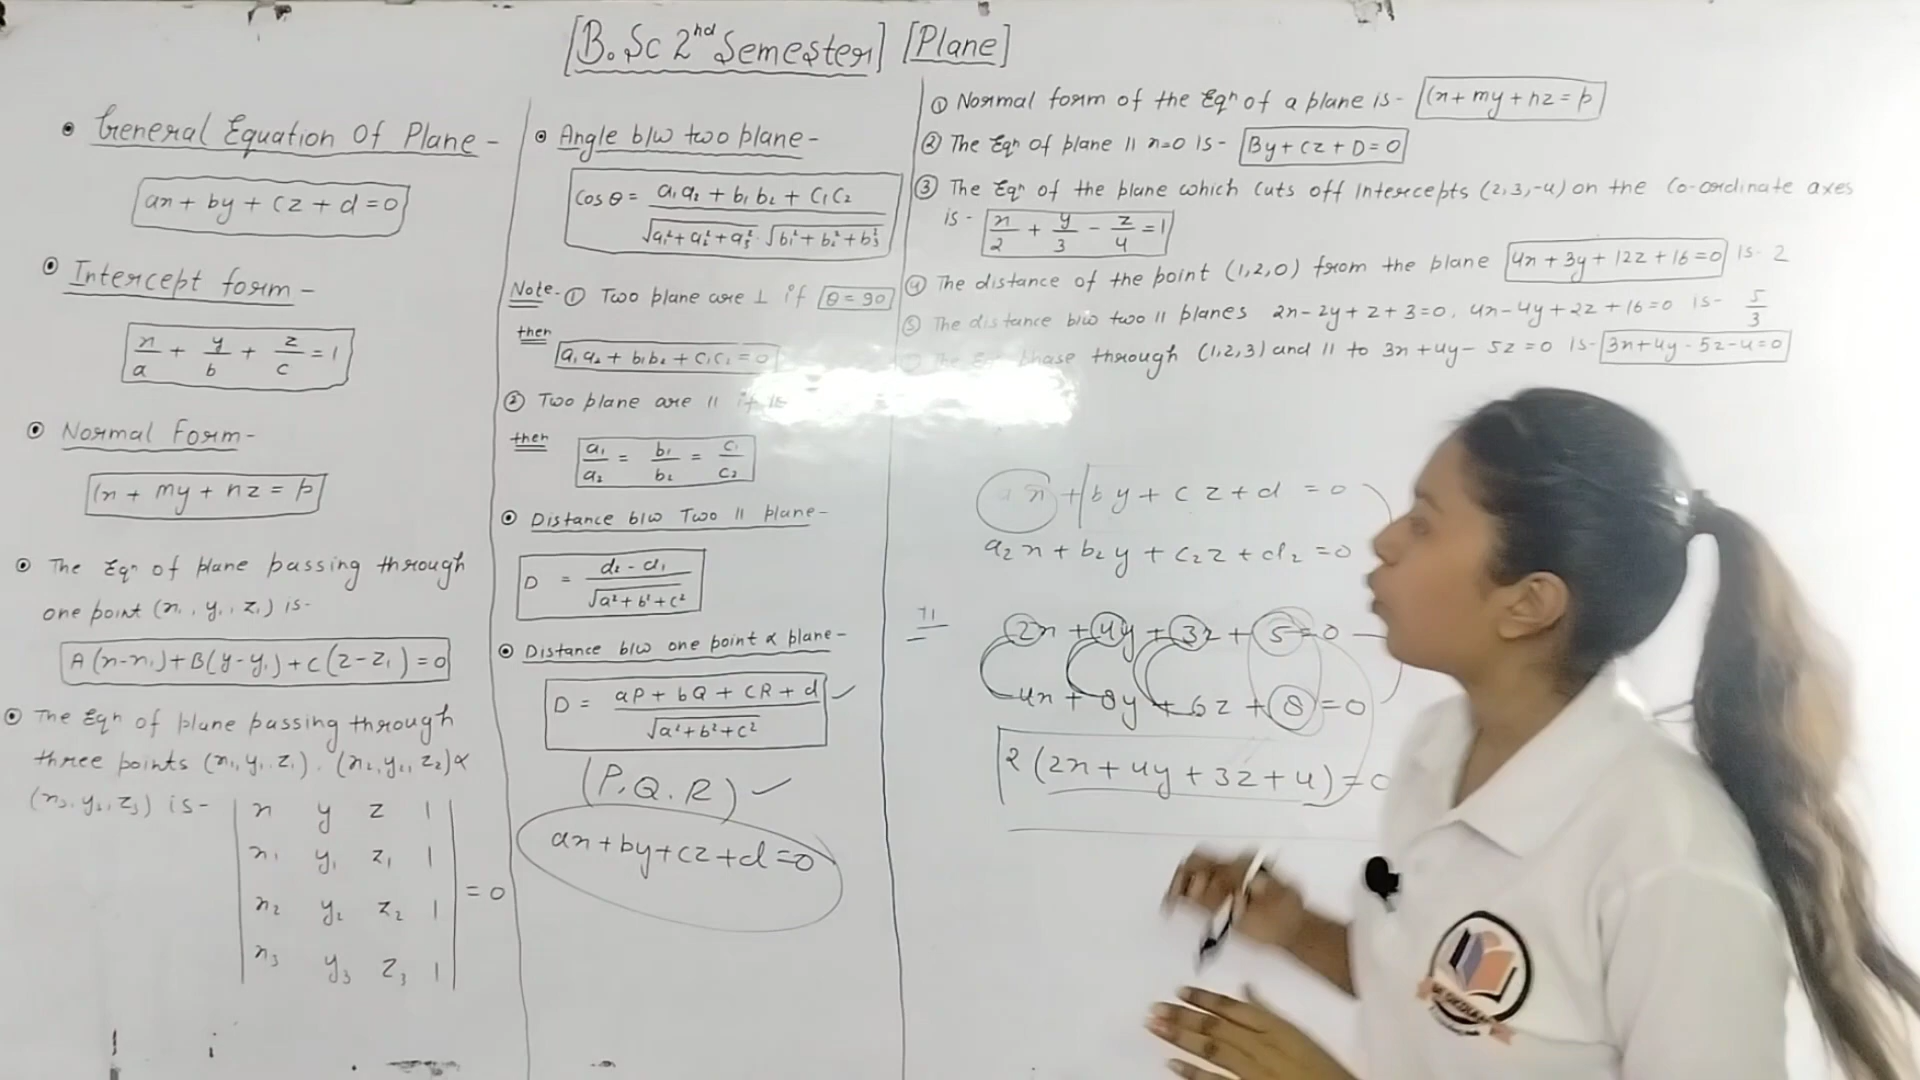 [B.Sc 2nd Semester] [Plane]
• General Equation Of Plane -
ax + by + cz + d = 0
• Intercept form -
x/a + y/b + z/c = 1
• Normal Form -
lx + my + nz = p
• The Eqn of plane passing through
one point (x₁, y₁, z₁) is -
A(x-x₁) + B(y-y₁) + C(z-z₁) = 0
• The Eqn of plane passing through
three points (x₁, y₁, z₁), (x₂, y₂, z₂) &
(x₃, y₃, z₃) is -
x y z 1
x₁ y₁ z₁ 1
x₂ y₂ z₂ 1 = 0
x₃ y₃ z₃ 1
• Angle b/w two plane -
Cos θ = a₁a₂ + b₁b₂ + c₁c₂ / √a₁²+a₂²+a₃² · √b₁²+b₂²+b₃²
Note - ① Two plane are ⊥ if θ = 90
then
a₁a₂ + b₁b₂ + c₁c₂ = 0
② Two plane are || if
then
a₁/a₂ = b₁/b₂ = c₁/c₂
• Distance b/w Two || plane -
D = d₂ - d₁ / √a²+b²+c²
• Distance b/w one point & plane -
D = aP + bQ + CR + d / √a²+b²+c² ✓
(P, Q, R) ✓
ax + by + cz + d = 0
① Normal form of the Eqn of a plane is - lx + my + nz = p
② The Eqn of plane || x=0 is - By + cz + D = 0
③ The Eqn of the plane which cuts off Intercepts (2,3,-4) on the Co-ordinate axes
is - x/2 + y/3 - z/4 = 1
④ The distance of the point (1,2,0) from the plane 4x + 3y + 12z + 16 = 0 is - 2
⑤ The distance b/w two || planes 2x - 2y + z + 3 = 0, 4x - 4y + 2z + 16 = 0 is - 5/3
The phase through (1,2,3) and || to 3x + 4y - 5z = 0 is - 3x + 4y - 5z - 4 = 0
ax + by + cz + d = 0
a₂x + b₂y + c₂z + d₂ = 0
2x + 4y + 3z + 5 = 0
4x + 8y + 6z + 8 = 0
2(2x + 4y + 3z + 4) = 0